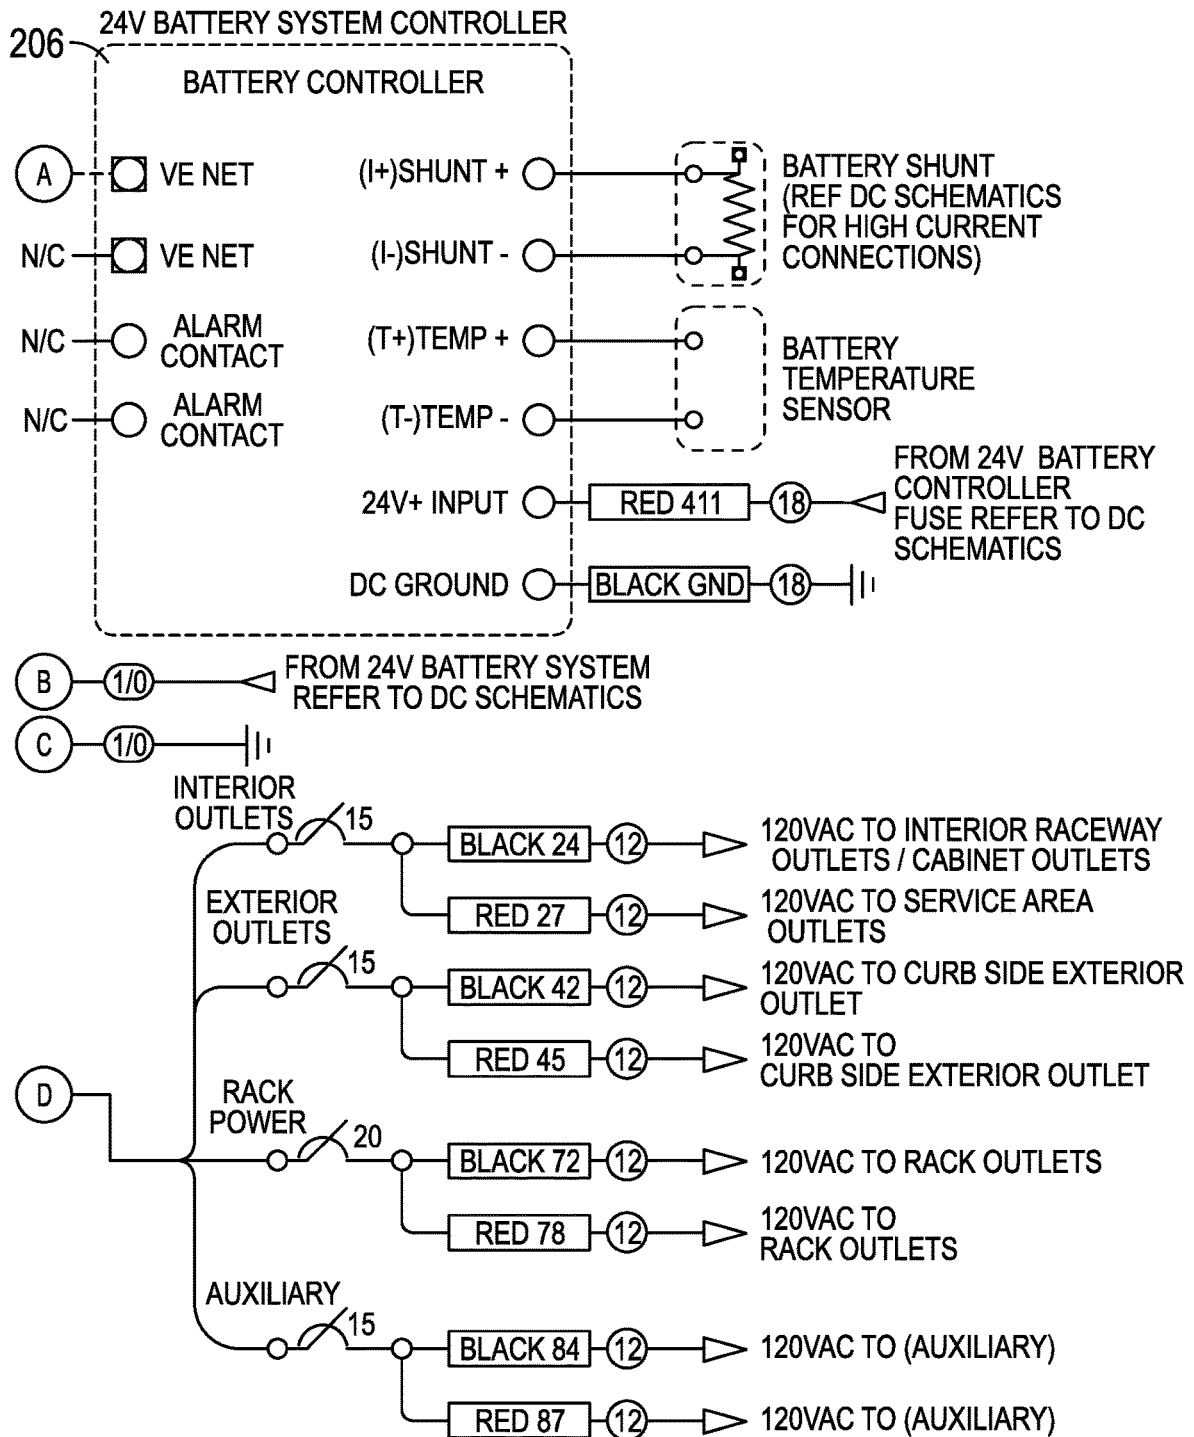 24V BATTERY SYSTEM CONTROLLER
206
BATTERY CONTROLLER
A
VE NET
(I+)SHUNT +
BATTERY SHUNT
(REF DC SCHEMATICS
FOR HIGH CURRENT
CONNECTIONS)
N/C
VE NET
(I-)SHUNT -
N/C
ALARM
CONTACT
(T+)TEMP +
BATTERY
TEMPERATURE
SENSOR
N/C
ALARM
CONTACT
(T-)TEMP -
24V+ INPUT
RED 411
18
FROM 24V BATTERY
CONTROLLER
FUSE REFER TO DC
SCHEMATICS
DC GROUND
BLACK GND
18
B
1/0
FROM 24V BATTERY SYSTEM
REFER TO DC SCHEMATICS
C
1/0
INTERIOR
OUTLETS
15
BLACK 24
12
120VAC TO INTERIOR RACEWAY
OUTLETS / CABINET OUTLETS
RED 27
12
120VAC TO SERVICE AREA
OUTLETS
EXTERIOR
OUTLETS
15
BLACK 42
12
120VAC TO CURB SIDE EXTERIOR
OUTLET
RED 45
12
120VAC TO
CURB SIDE EXTERIOR OUTLET
D
RACK
POWER
20
BLACK 72
12
120VAC TO RACK OUTLETS
RED 78
12
120VAC TO
RACK OUTLETS
AUXILIARY
15
BLACK 84
12
120VAC TO (AUXILIARY)
RED 87
12
120VAC TO (AUXILIARY)